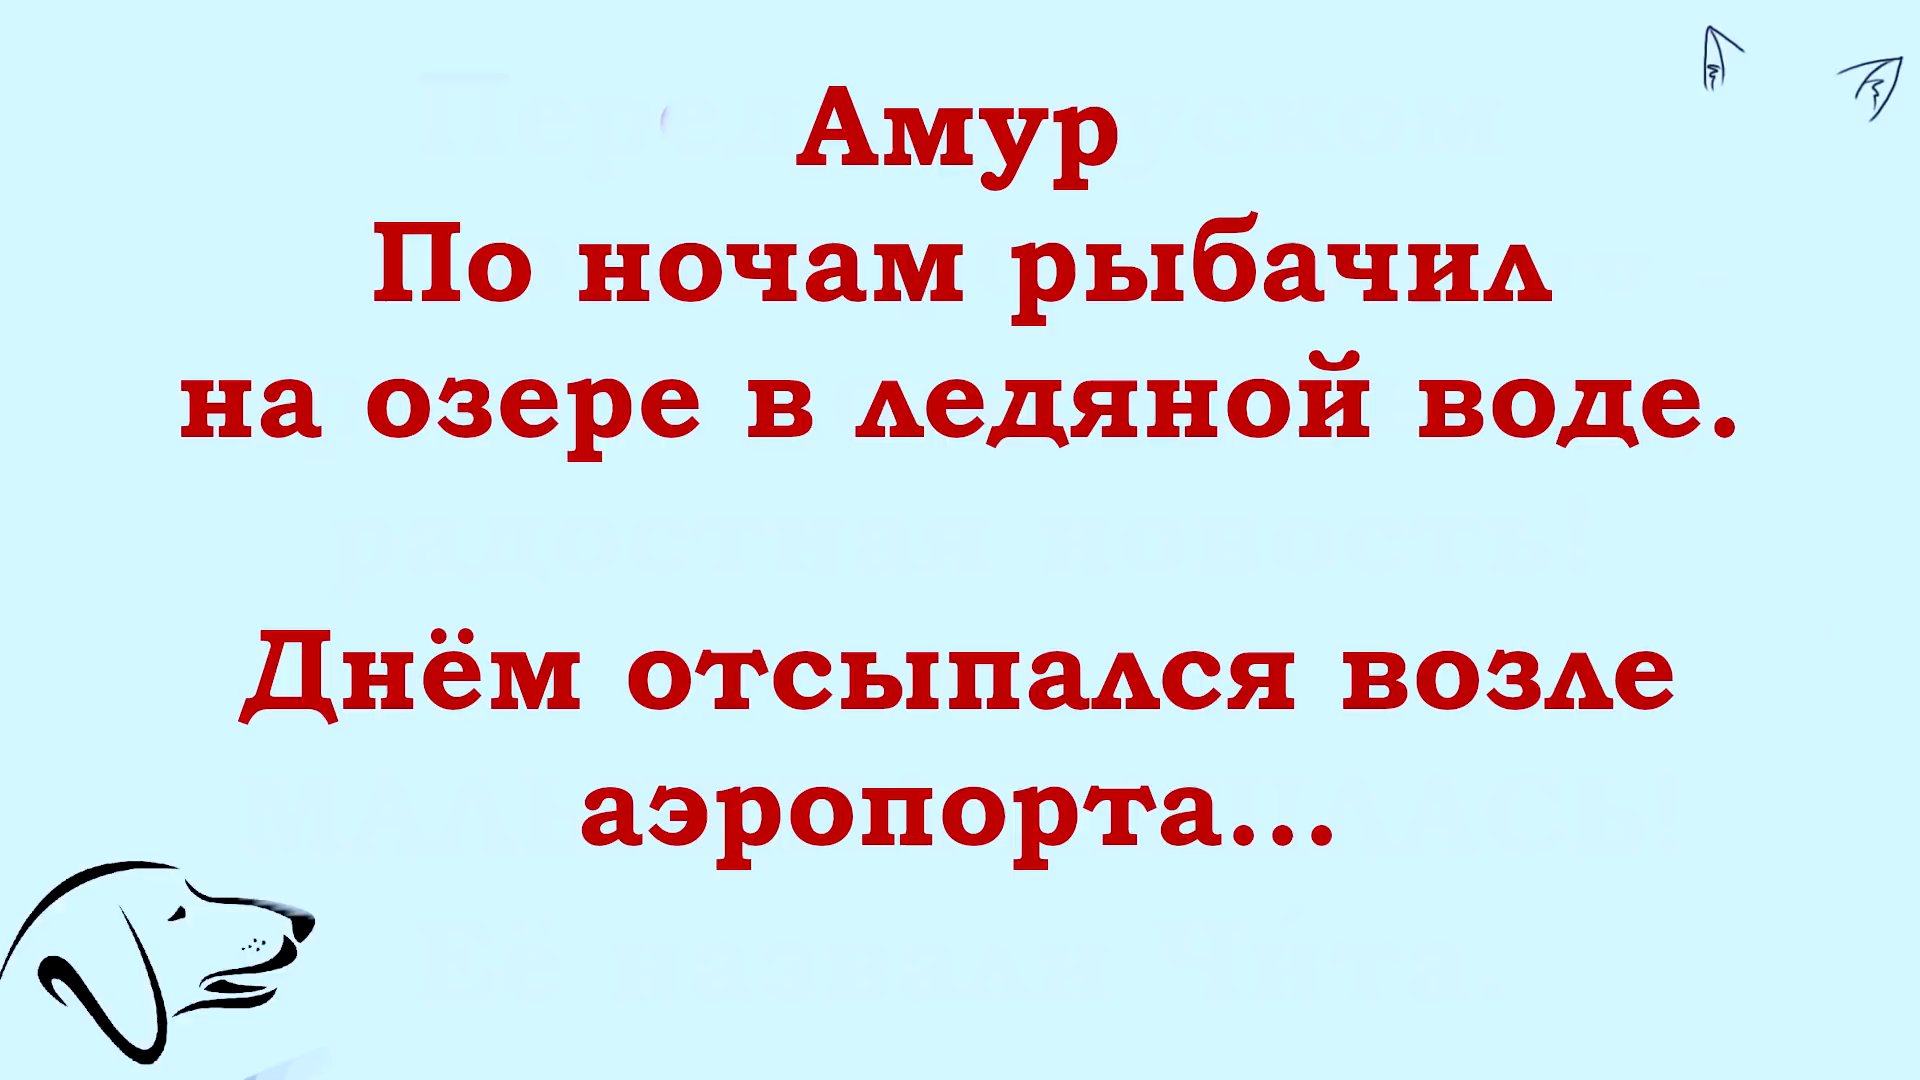 Амур
По ночам рыбачил
на озере в ледяной воде.
Днём отсыпался возле
аэропорта...